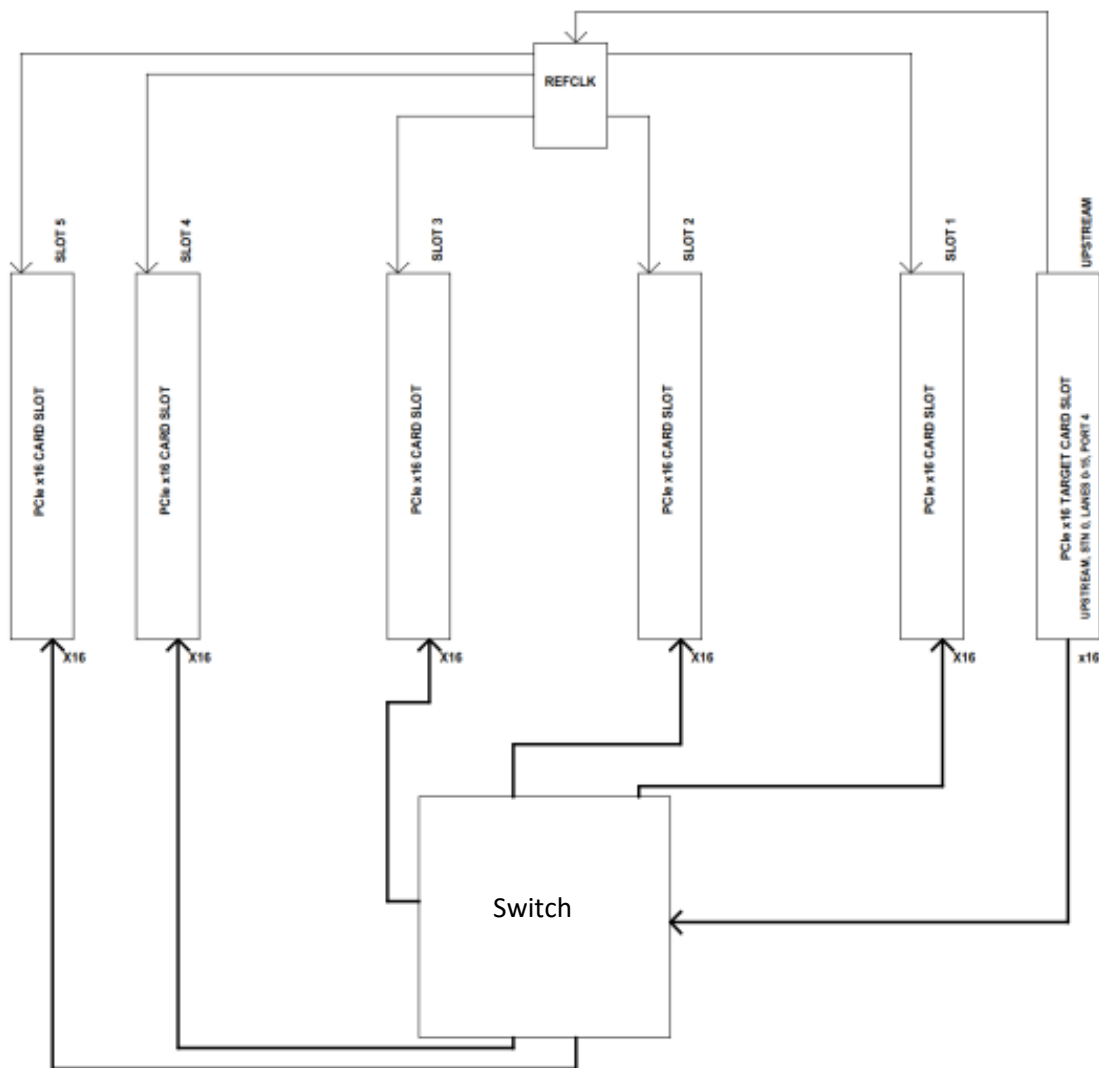 REFCLK
SLOT 5
SLOT 4
SLOT 3
SLOT 2
SLOT 1
UPSTREAM
PCIe x16 CARD SLOT
PCIe x16 CARD SLOT
PCIe x16 CARD SLOT
PCIe x16 CARD SLOT
PCIe x16 CARD SLOT
PCIe x16 TARGET CARD SLOT
UPSTREAM, STN 0, LANES 0-15, PORT 4
X16
X16
X16
X16
X16
x16
Switch